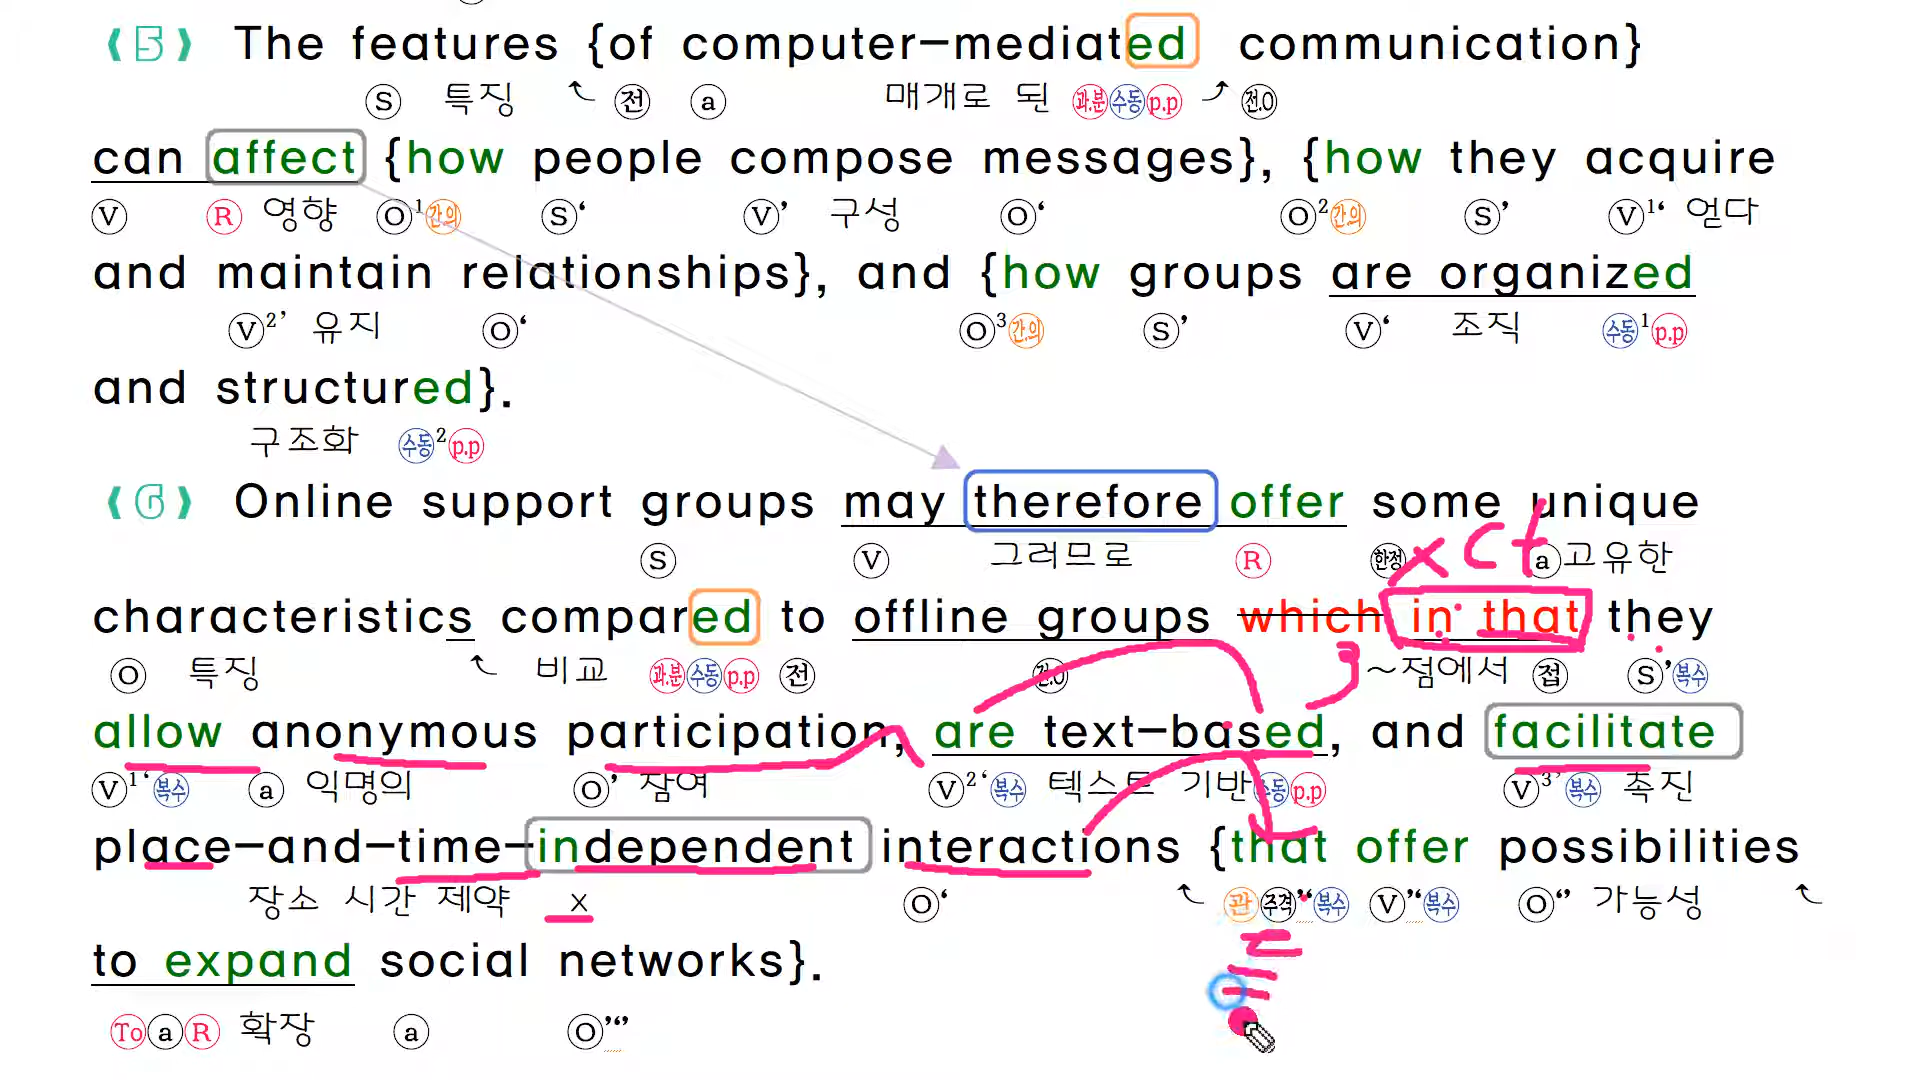 (5) The features {of computer-mediated communication}
Ⓢ 특징 전 ⓐ 매개로 된 과.분 수동 p.p 전.O
can affect {how people compose messages}, {how they acquire
Ⓥ Ⓡ 영향 Ⓞ¹ 간.의 Ⓢ‘ Ⓥ’ 구성 Ⓞ‘ Ⓞ² 간.의 Ⓢ’ Ⓥ¹‘ 얻다
and maintain relationships}, and {how groups are organized
Ⓥ²’ 유지 Ⓞ‘ Ⓞ³ 간.의 Ⓢ’ Ⓥ‘ 조직 수동¹ p.p
and structured}.
구조화 수동² p.p
(6) Online support groups may therefore offer some unique
Ⓢ Ⓥ 그러므로 Ⓡ 한정 ⓐ 고유한
characteristics compared to offline groups which in that they
Ⓞ 특징 비교 과.분 수동 p.p 전 전.O ~점에서 접 Ⓢ’ 복수
allow anonymous participation, are text-based, and facilitate
Ⓥ¹‘ 복수 ⓐ 익명의 Ⓞ’ 참여 Ⓥ²‘ 복수 텍스트 기반 수동 p.p Ⓥ³’ 복수 촉진
place-and-time-independent interactions {that offer possibilities
장소 시간 제약 x Ⓞ‘ 관 주격 “ 복수 Ⓥ”“ 복수 Ⓞ“ 가능성
to expand social networks}.
To ⓐ Ⓡ 확장 ⓐ Ⓞ’”